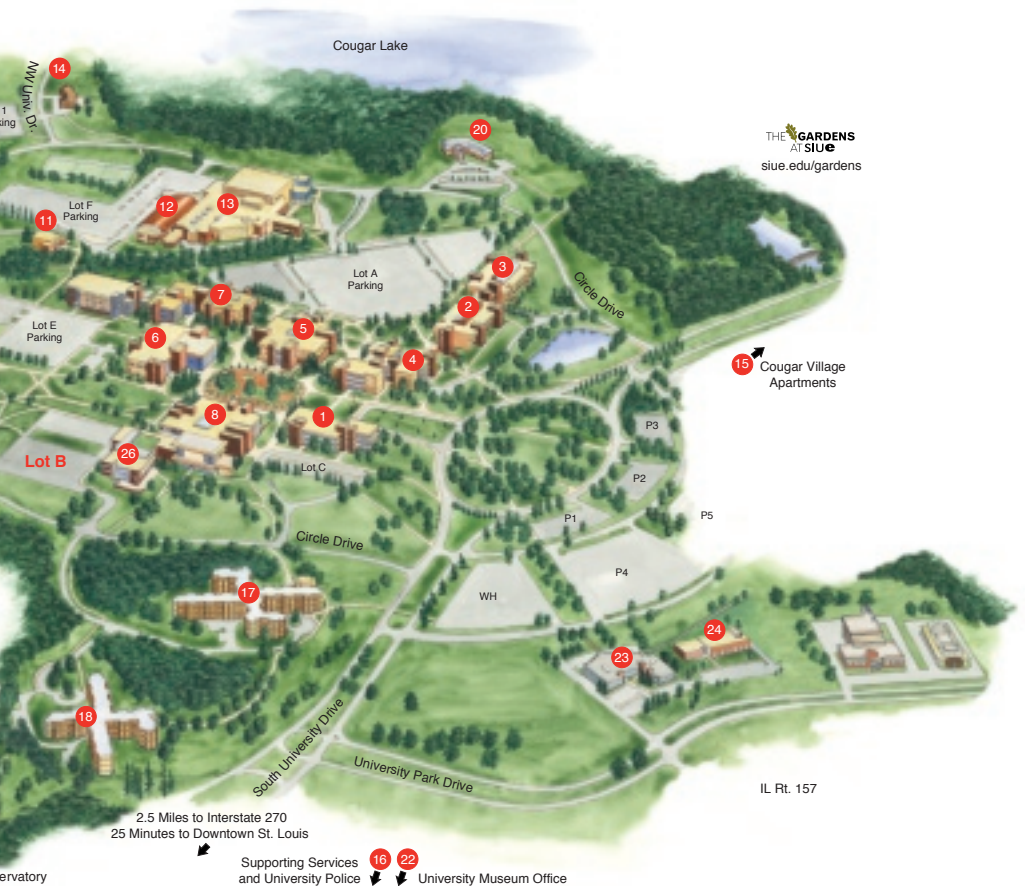 Cougar Lake
14
NW Univ. Dr.
1
king
20
THE GARDENS
AT SIUe
siue.edu/gardens
Lot F
Parking
11
12
13
Lot A
Parking
3
2
Circle Drive
7
5
4
6
Lot E
Parking
15
Cougar Village
Apartments
8
1
P3
26
Lot B
Lot C
P2
P1
P5
Circle Drive
P4
17
WH
24
23
18
South University Drive
University Park Drive
IL Rt. 157
2.5 Miles to Interstate 270
25 Minutes to Downtown St. Louis
Supporting Services
and University Police
16
22
University Museum Office
ervatory